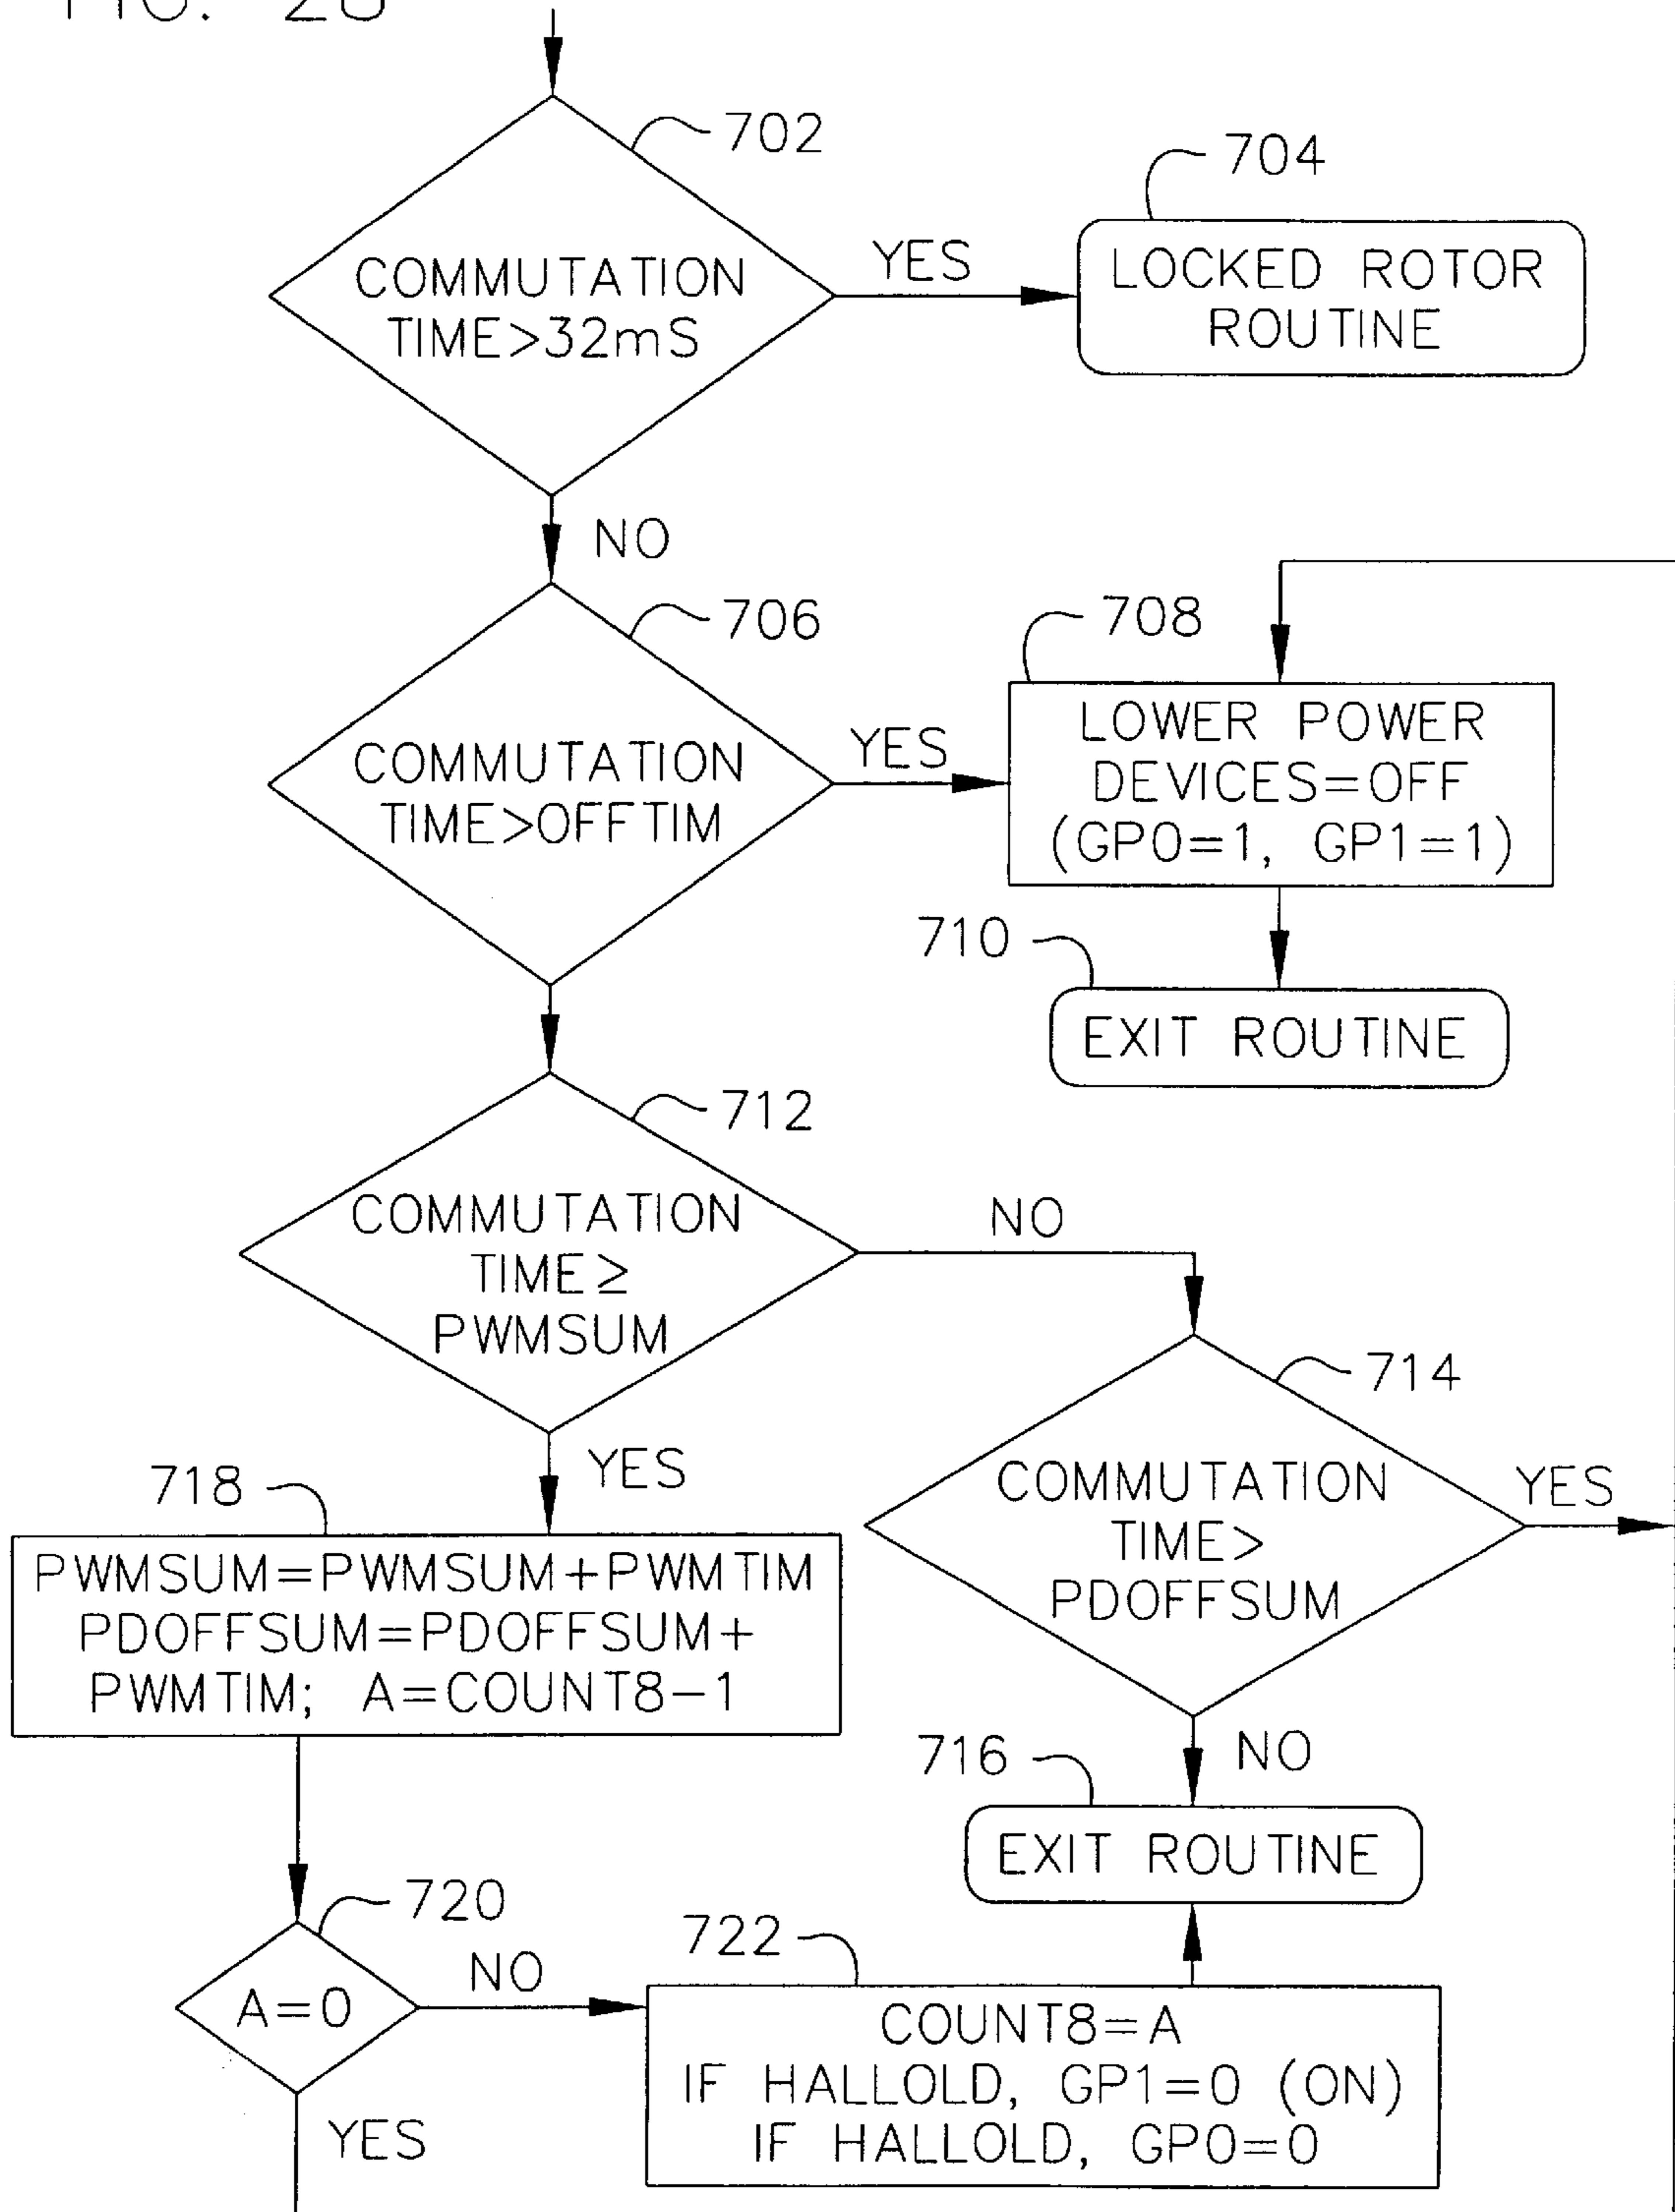 702
COMMUTATION
TIME>32mS
YES
704
LOCKED ROTOR
ROUTINE
NO
706
COMMUTATION
TIME>OFFTIM
YES
708
LOWER POWER
DEVICES=OFF
(GP0=1, GP1=1)
710
EXIT ROUTINE
712
COMMUTATION
TIME≥
PWMSUM
NO
714
COMMUTATION
TIME>
PDOFFSUM
YES
NO
716
EXIT ROUTINE
YES
718
PWMSUM=PWMSUM+PWMTIM
PDOFFSUM=PDOFFSUM+
PWMTIM; A=COUNT8-1
720
A=0
NO
722
COUNT8=A
IF HALLOLD, GP1=0 (ON)
IF HALLOLD, GP0=0
YES